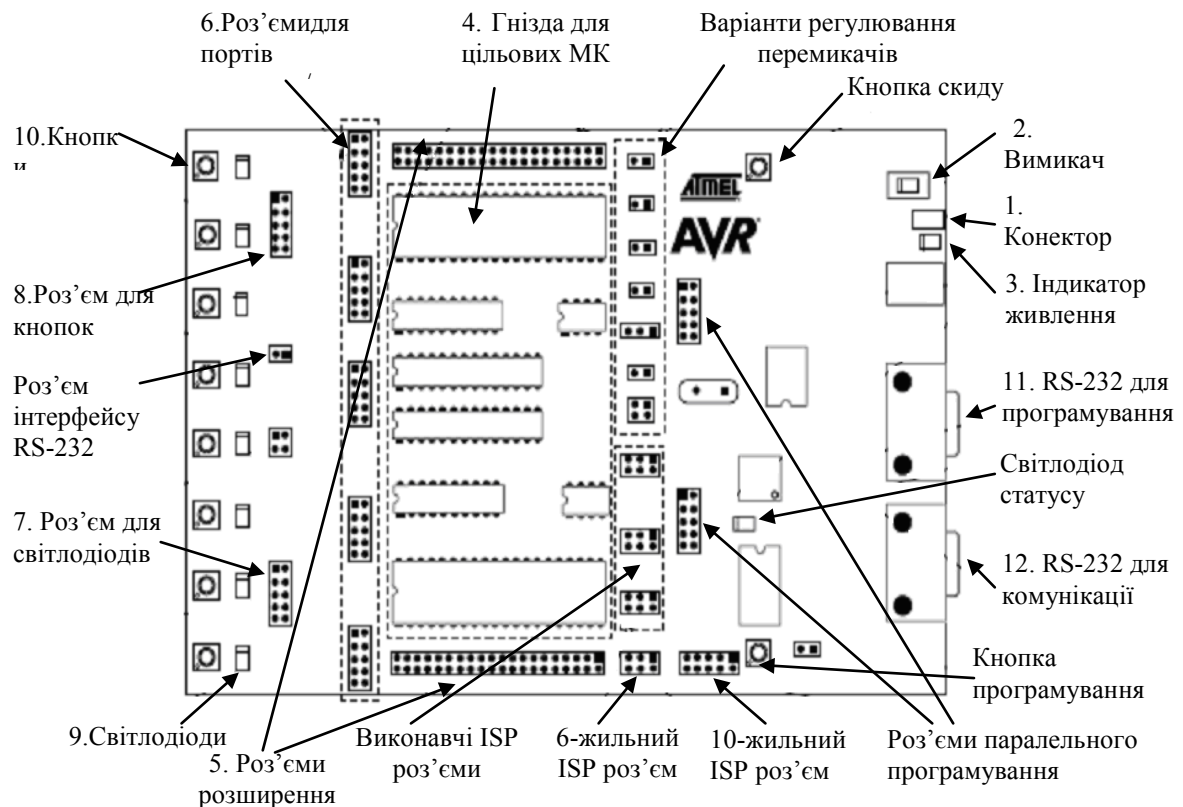 6.Роз’ємидля
портів
4. Гнізда для
цільових МК
Варіанти регулювання
перемикачів
Кнопка скиду
10.Кнопк
и
2.
Вимикач
1.
Конектор
3. Індикатор
живлення
ATMEL
AVR
8.Роз’єм для
кнопок
Роз’єм
інтерфейсу
RS-232
11. RS-232 для
програмування
Світлодіод
статусу
7. Роз’єм для
світлодіодів
12. RS-232 для
комунікації
Кнопка
програмування
9.Світлодіоди
5. Роз’єми
розширення
Виконавчі ISP
роз’єми
6-жильний
ISP роз’єм
10-жильний
ISP роз’єм
Роз’єми паралельного
програмування